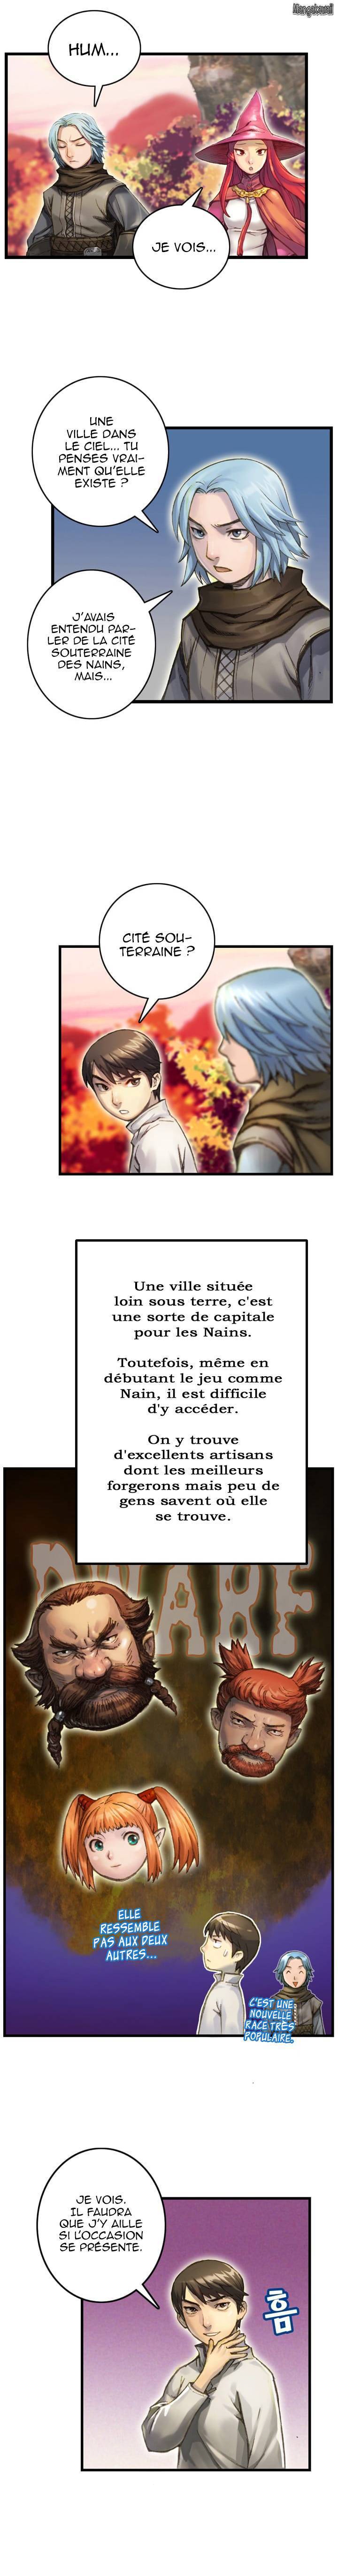 HUM...
JE VOIS...
UNE
VILLE DANS
LE CIEL... TU
PENSES VRAI-
MENT QU'ELLE
EXISTE ?
J'AVAIS
ENTENDU PAR-
LER DE LA CITÉ
SOUTERRAINE
DES NAINS,
MAIS...
CITÉ SOU-
TERRAINE ?
Une ville située
loin sous terre, c'est
une sorte de capitale
pour les Nains.
Toutefois, même en
débutant le jeu comme
Nain, il est difficile
d'y accéder.
On y trouve
d'excellents artisans
dont les meilleurs
forgerons mais peu de
gens savent où elle
se trouve.
DWARF
ELLE
RESSEMBLE
PAS AUX DEUX
AUTRES...
C'EST UNE
NOUVELLE
RACE TRÈS
POPULAIRE.
JE VOIS.
IL FAUDRA
QUE J'Y AILLE
SI L'OCCASION
SE PRÉSENTE.
흠